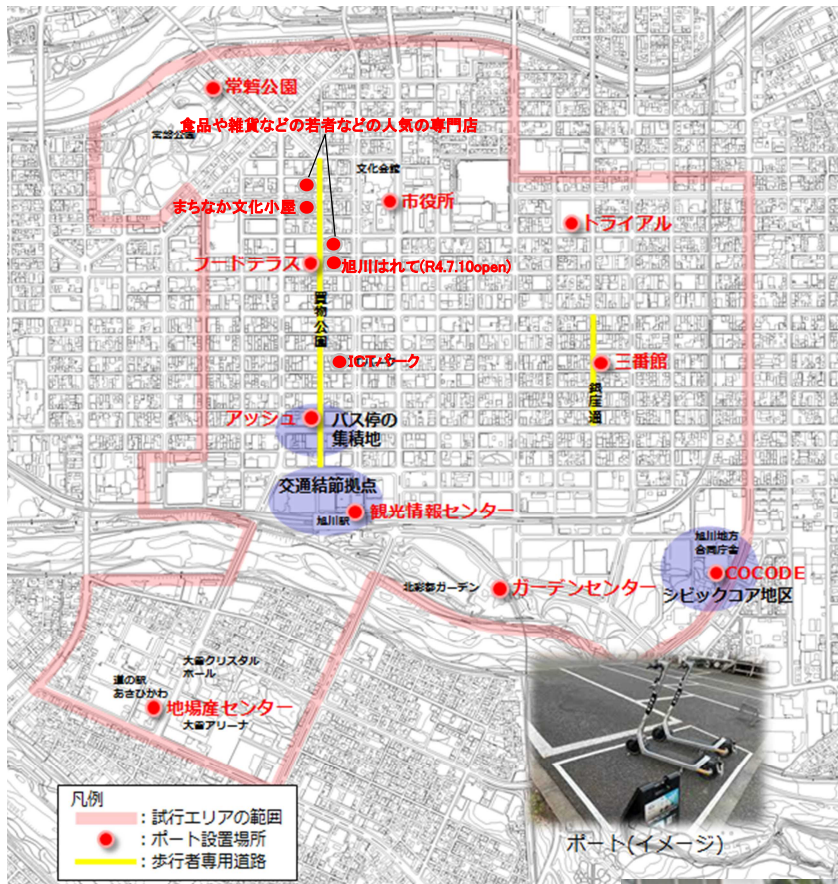 常磐公園
食品や雑貨などの若者などの人気の専門店
常磐公園
文化会館
まちなか文化小屋
市役所
トライアル
フードテラス
旭川はれて(R4.7.10open)
買物公園
ICTパーク
三番館
銀座通
アッシュ
バス停の
集積地
交通結節拠点
旭川駅
観光情報センター
旭川地方
合同庁舎
COCODE
シビックコア地区
北彩都ガーデン
ガーデンセンター
大雪クリスタル
ホール
道の駅
あさひかわ
地場産センター
大雪アリーナ
凡例
：試行エリアの範囲
：ポート設置場所
：歩行者専用道路
ポート(イメージ)